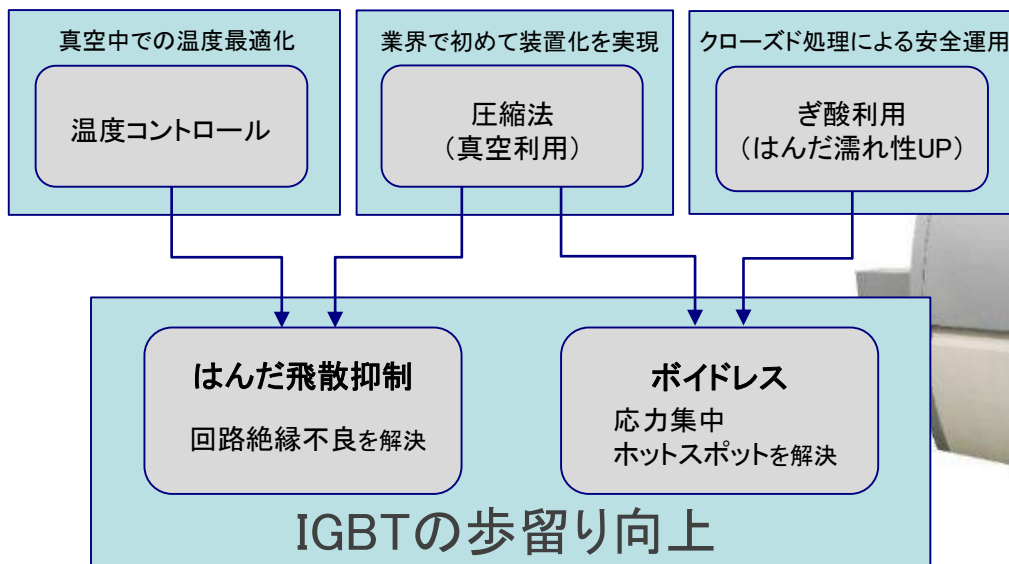 真空中での温度最適化
温度コントロール
業界で初めて装置化を実現
圧縮法
（真空利用）
クローズド処理による安全運用
ぎ酸利用
（はんだ濡れ性UP）
はんだ飛散抑制
回路絶縁不良を解決
ボイドレス
応力集中
ホットスポットを解決
IGBTの歩留り向上